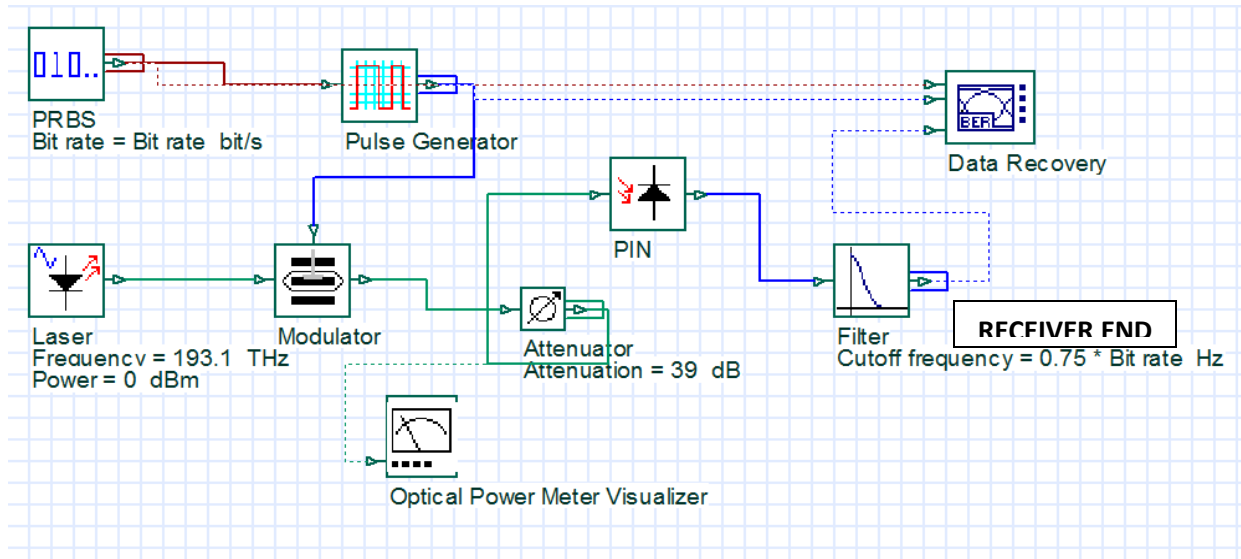 010..
PRBS
Bit rate = Bit rate bit/s
Pulse Generator
BER
Data Recovery
PIN
Laser
Frequency = 193.1 THz
Power = 0 dBm
Modulator
Attenuator
Attenuation = 39 dB
RECEIVER END
Filter
Cutoff frequency = 0.75 * Bit rate Hz
Optical Power Meter Visualizer